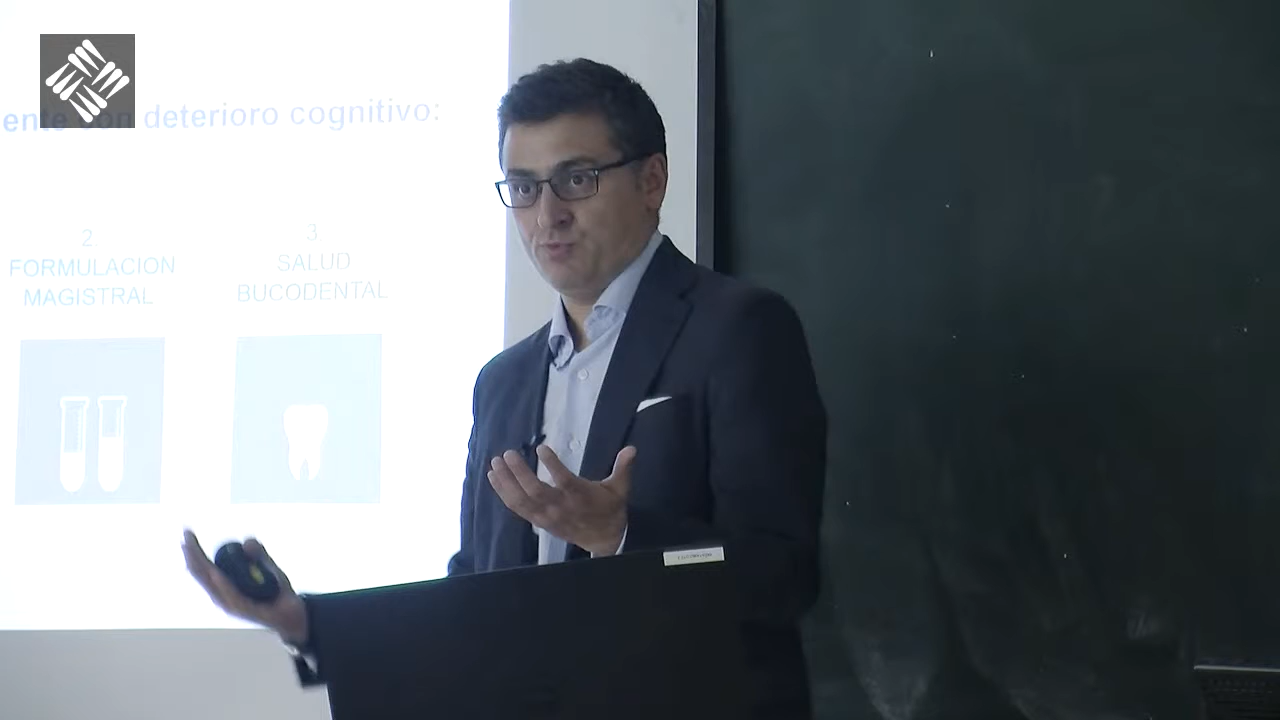 ente con deterioro cognitivo:
2.
FORMULACION
MAGISTRAL
3
SALUD
BUCODENTAL